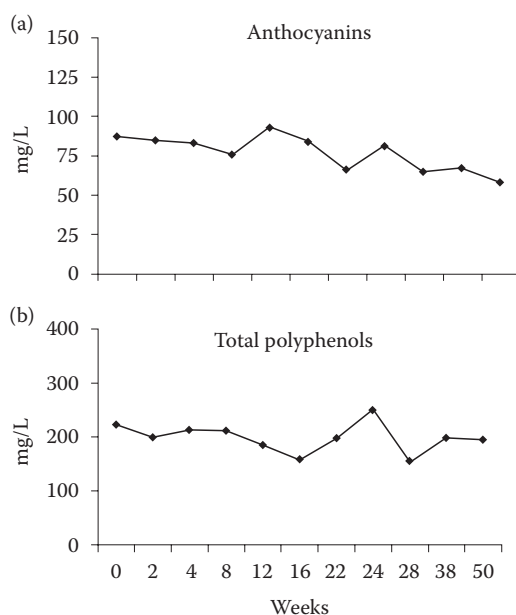 (a)
Anthocyanins
150
125
100
75
50
25
0
mg/L
(b)
Total polyphenols
400
300
200
100
0
mg/L
0 2 4 8 12 16 22 24 28 38 50
Weeks